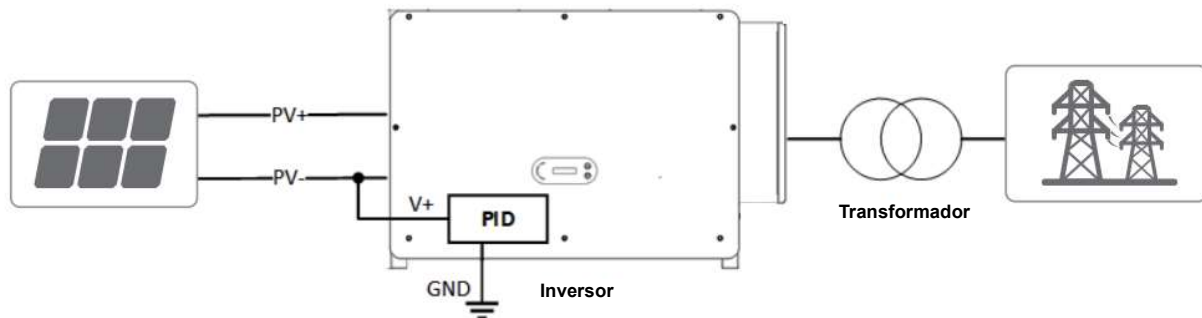 PV+
PV-
V+
PID
GND
Inversor
Transformador